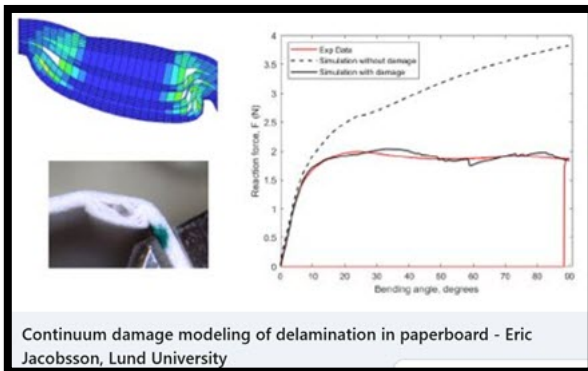 4
3.5
3
2.5
2
1.5
1
0.5
0
Reaction force, F (N)
Exp Data
Simulation without damage
Simulation with damage
0 10 20 30 40 50 60 70 80 90
Bending angle, degrees
Continuum damage modeling of delamination in paperboard - Eric
Jacobsson, Lund University